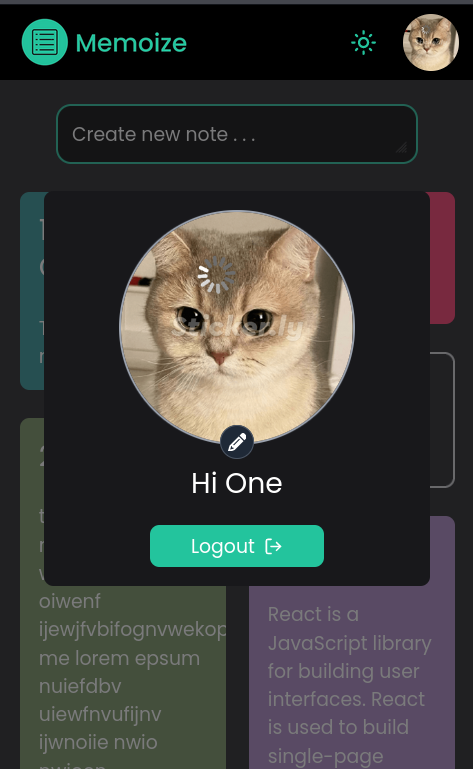 Memoize
Create new note . . .
Stickerly
Hi One
Logout
oiwenf
ijewjfvbifognvwekop
me lorem epsum
nuiefdbv
uiewfnvufijnv
ijwnoiie nwio
React is a
JavaScript library
for building user
interfaces. React
is used to build
single-page